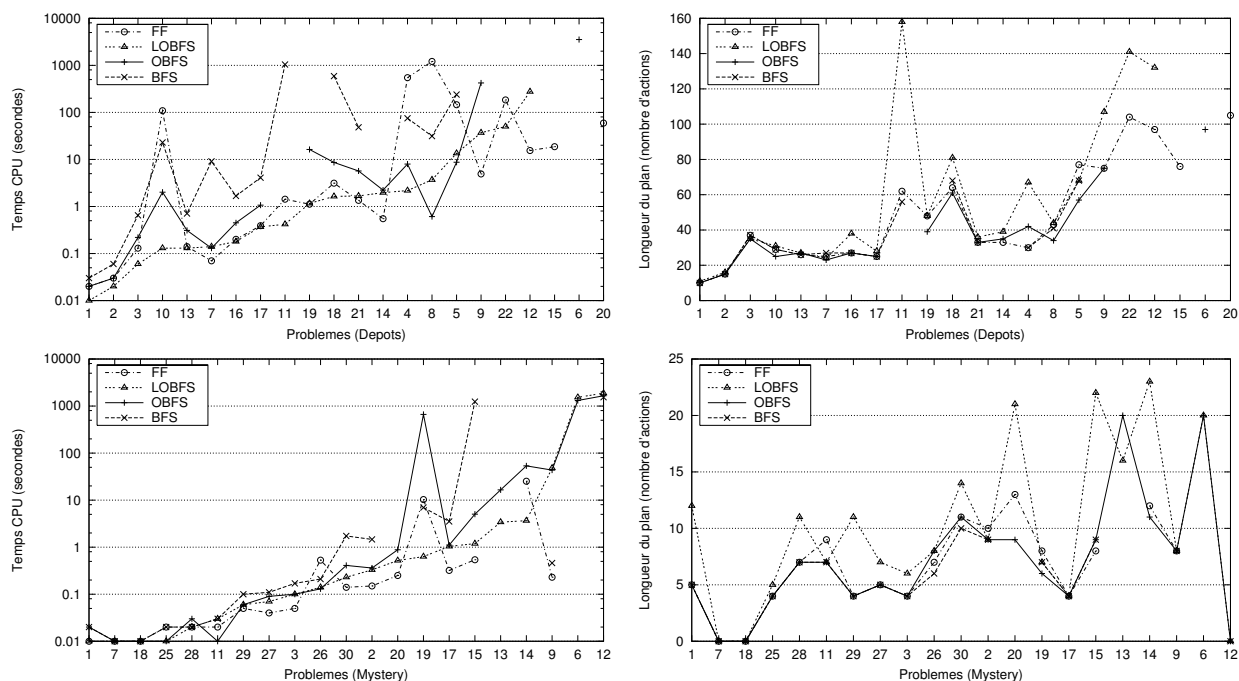 Temps CPU (secondes)
10000
1000
100
10
1
0.1
0.01
FF
LOBFS
OBFS
BFS
1 2 3 10 13 7 16 17 11 19 18 21 14 4 8 5 9 22 12 15 6 20
Problemes (Depots)
Longueur du plan (nombre d'actions)
160
140
120
100
80
60
40
20
0
FF
LOBFS
OBFS
BFS
1 2 3 10 13 7 16 17 11 19 18 21 14 4 8 5 9 22 12 15 6 20
Problemes (Depots)
Temps CPU (secondes)
10000
1000
100
10
1
0.1
0.01
FF
LOBFS
OBFS
BFS
1 7 18 25 28 11 29 27 3 26 30 2 20 19 17 15 13 14 9 6 12
Problemes (Mystery)
Longueur du plan (nombre d'actions)
25
20
15
10
5
0
FF
LOBFS
OBFS
BFS
1 7 18 25 28 11 29 27 3 26 30 2 20 19 17 15 13 14 9 6 12
Problemes (Mystery)